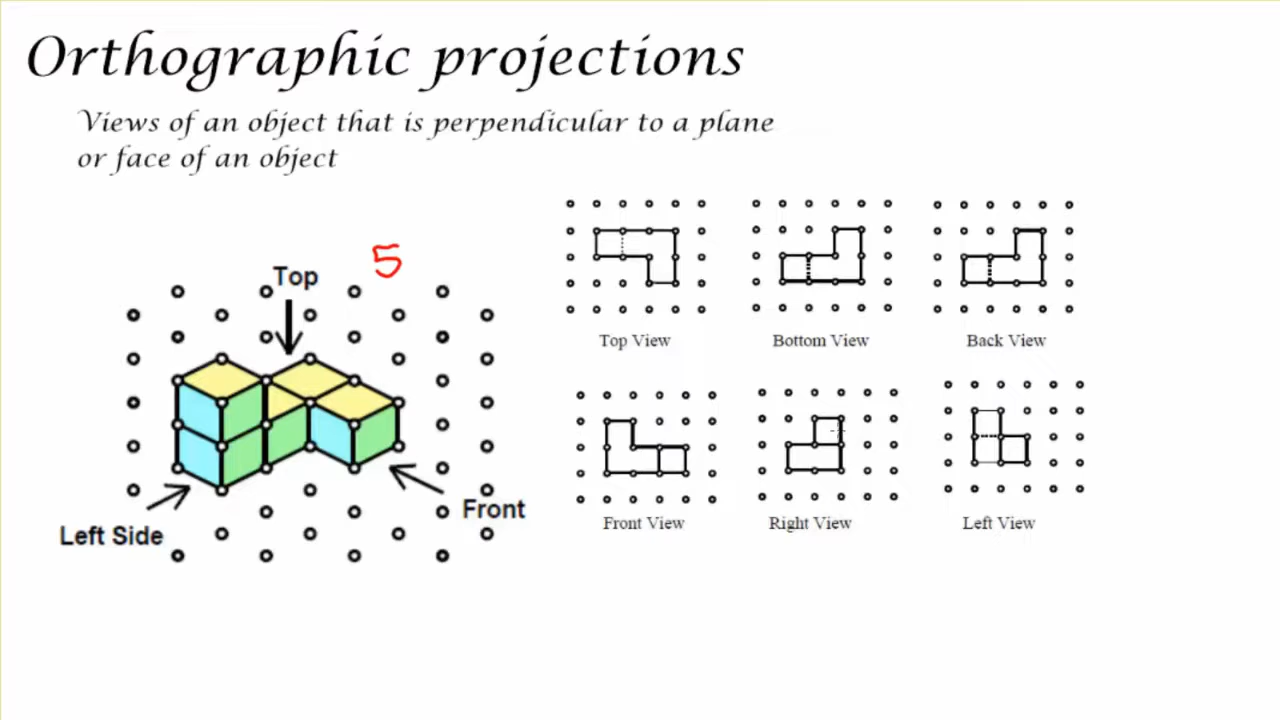 Orthographic projections
Views of an object that is perpendicular to a plane
or face of an object
5
Top
Left Side
Front
Top View
Bottom View
Back View
Front View
Right View
Left View